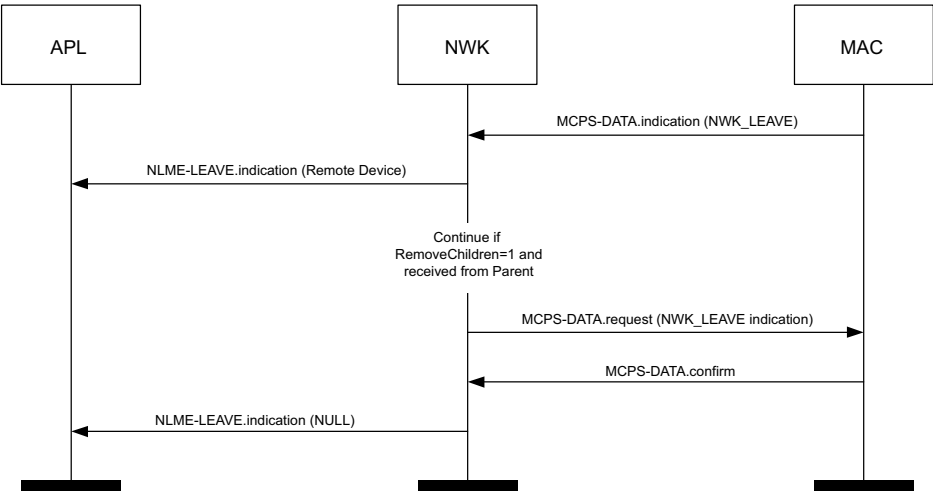 APL
NWK
MAC
MCPS-DATA.indication (NWK_LEAVE)
NLME-LEAVE.indication (Remote Device)
Continue if
RemoveChildren=1 and
received from Parent
MCPS-DATA.request (NWK_LEAVE indication)
MCPS-DATA.confirm
NLME-LEAVE.indication (NULL)